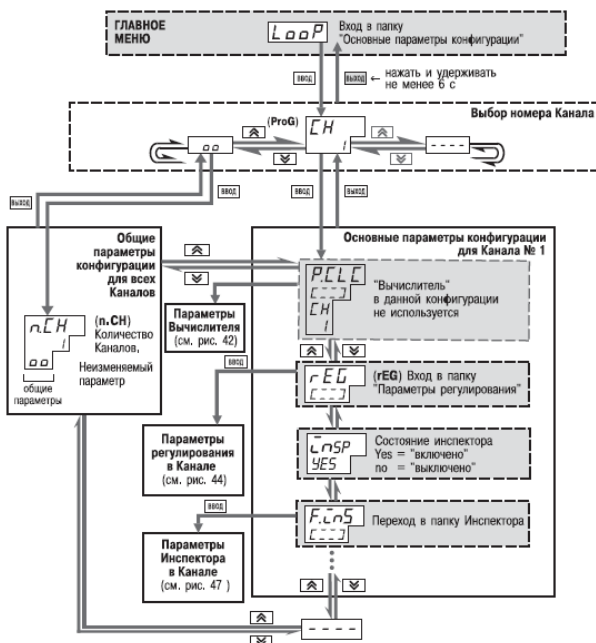 ГЛАВНОЕ
МЕНЮ
LooP
Вход в папку
"Основные параметры конфигурации"
ввод
выход
← нажать и удерживать
не менее 6 с
Выбор номера Канала
(ProG)
CH
1
oo
- - - -
ввод
ввод
выход
выход
Общие
параметры
конфигурации
для всех
Каналов
n.CH
1
oo
(n.CH)
Количество
Каналов,
Неизменяемый
параметр
общие
параметры
Основные параметры конфигурации
для Канала № 1
P.CLC
[---]
CH
1
"Вычислитель"
в данной конфигурации
не используется
Параметры
Вычислителя
(см. рис. 42)
ввод
rEG
[---]
(rEG) Вход в папку
"Параметры регулирования"
Параметры
регулирования
в Канале
(см. рис. 44)
inSP
YES
Состояние инспектора
Yes = "включено"
no = "выключено"
ввод
F.inS
[---]
Переход в папку Инспектора
Параметры
Инспектора
в Канале
(см. рис. 47 )
- - - -